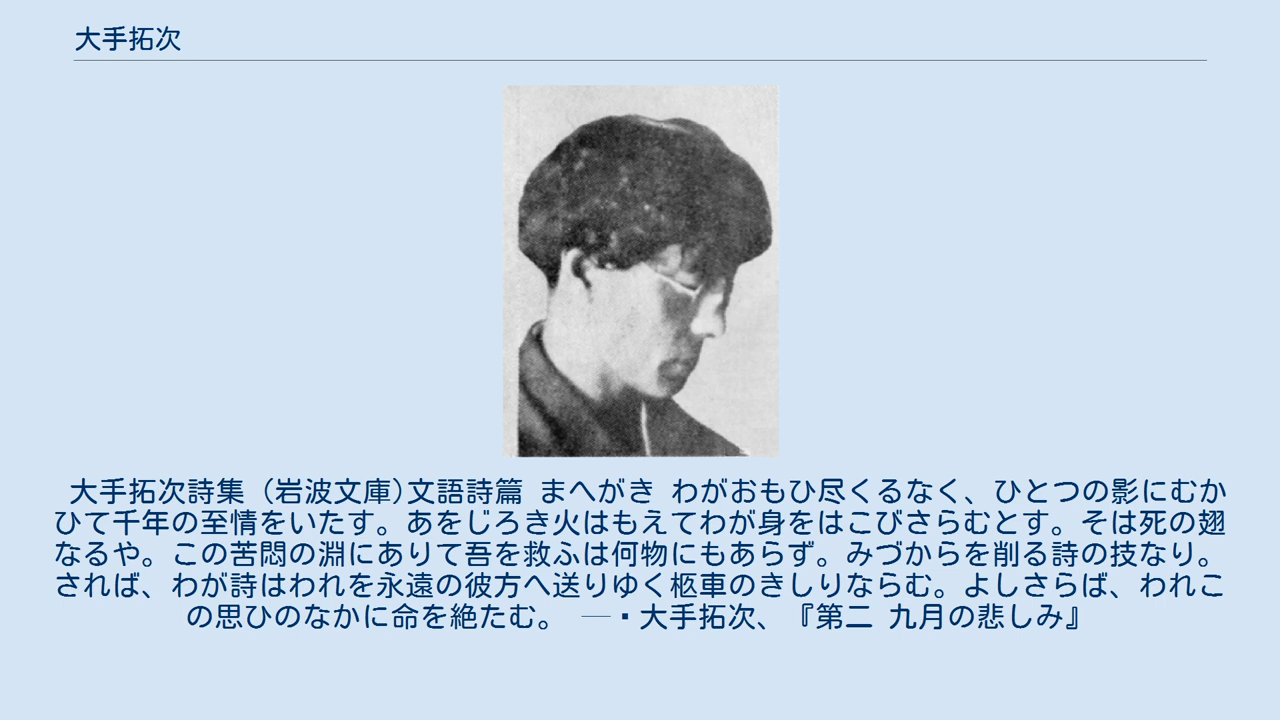 大手拓次
大手拓次詩集（岩波文庫）文語詩篇 まへがき わがおもひ尽くるなく、ひとつの影にむか
ひて千年の至情をいたす。あをじろき火はもえてわが身をはこびさらむとす。そは死の翅
なるや。この苦悶の淵にありて吾を救ふは何物にもあらず。みづからを削る詩の技なり。
されば、わが詩はわれを永遠の彼方へ送りゆく柩車のきしりならむ。よしさらば、われこ
の思ひのなかに命を絶たむ。 ─・大手拓次、『第二 九月の悲しみ』